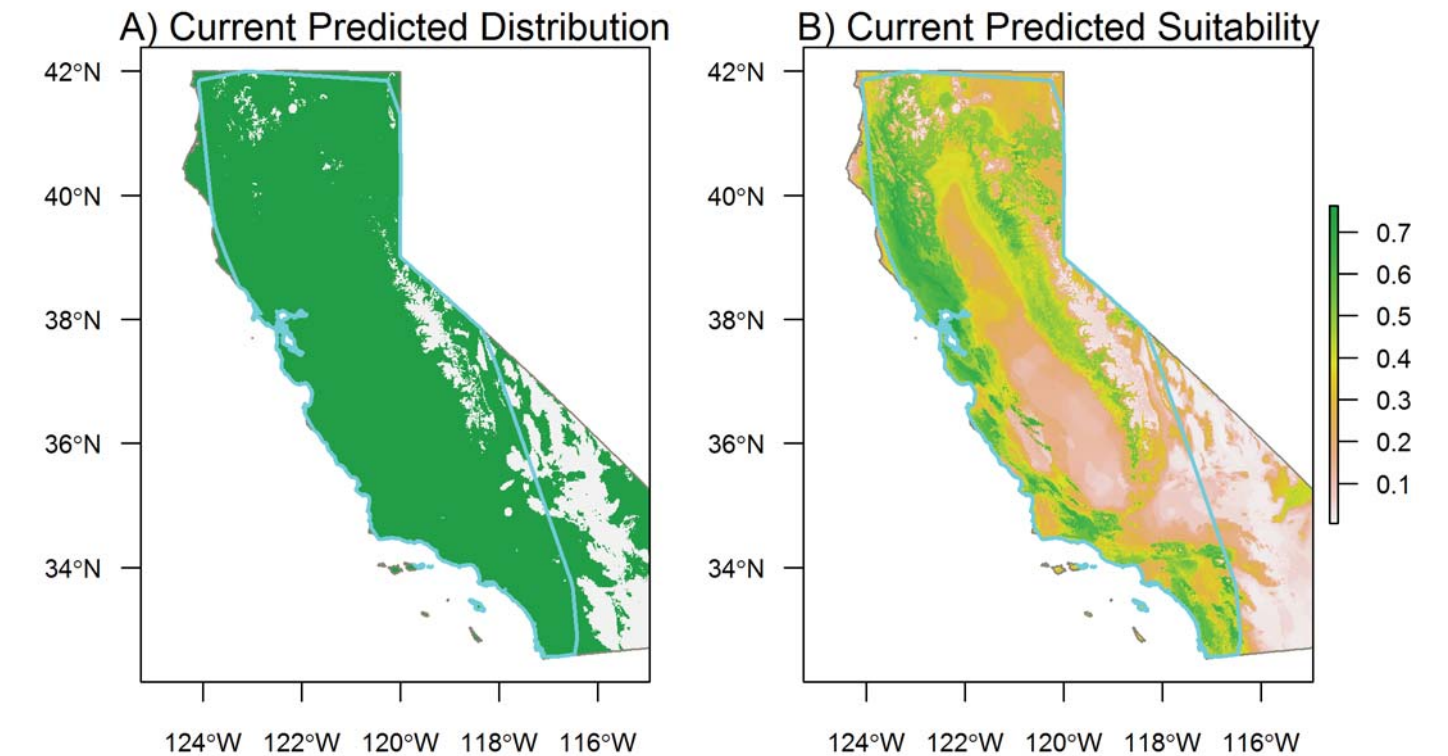 A) Current Predicted Distribution
B) Current Predicted Suitability
42°N
40°N
38°N
36°N
34°N
124°W 122°W 120°W 118°W 116°W
42°N
40°N
38°N
36°N
34°N
124°W 122°W 120°W 118°W 116°W
0.7
0.6
0.5
0.4
0.3
0.2
0.1